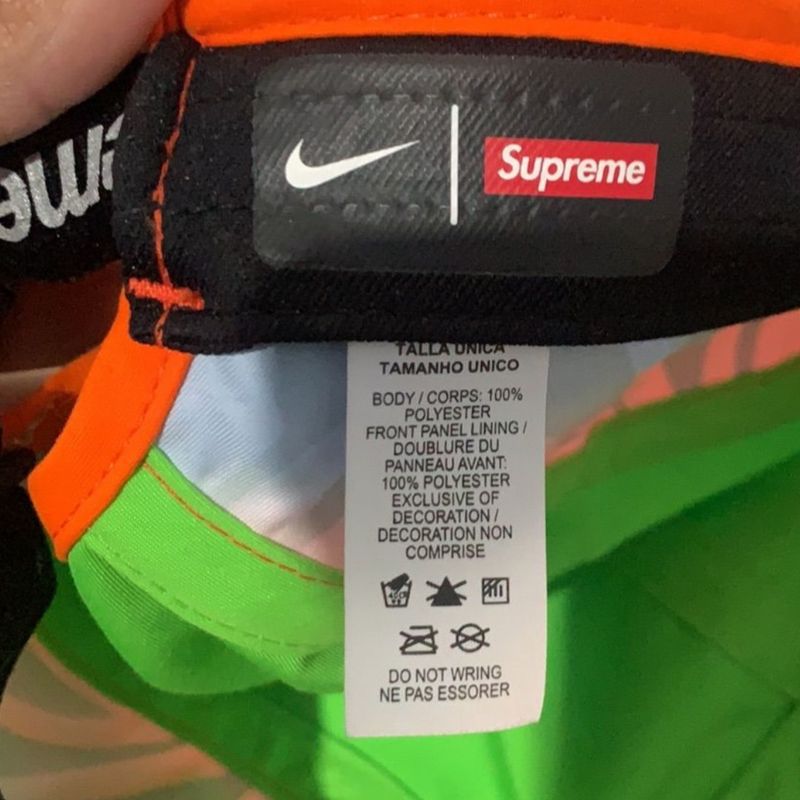 Supreme
me
TALLA UNICA
TAMANHO UNICO
BODY / CORPS: 100%
POLYESTER
FRONT PANEL LINING /
DOUBLURE DU
PANNEAU AVANT:
100% POLYESTER
EXCLUSIVE OF
DECORATION /
DECORATION NON
COMPRISE
DO NOT WRING
NE PAS ESSORER